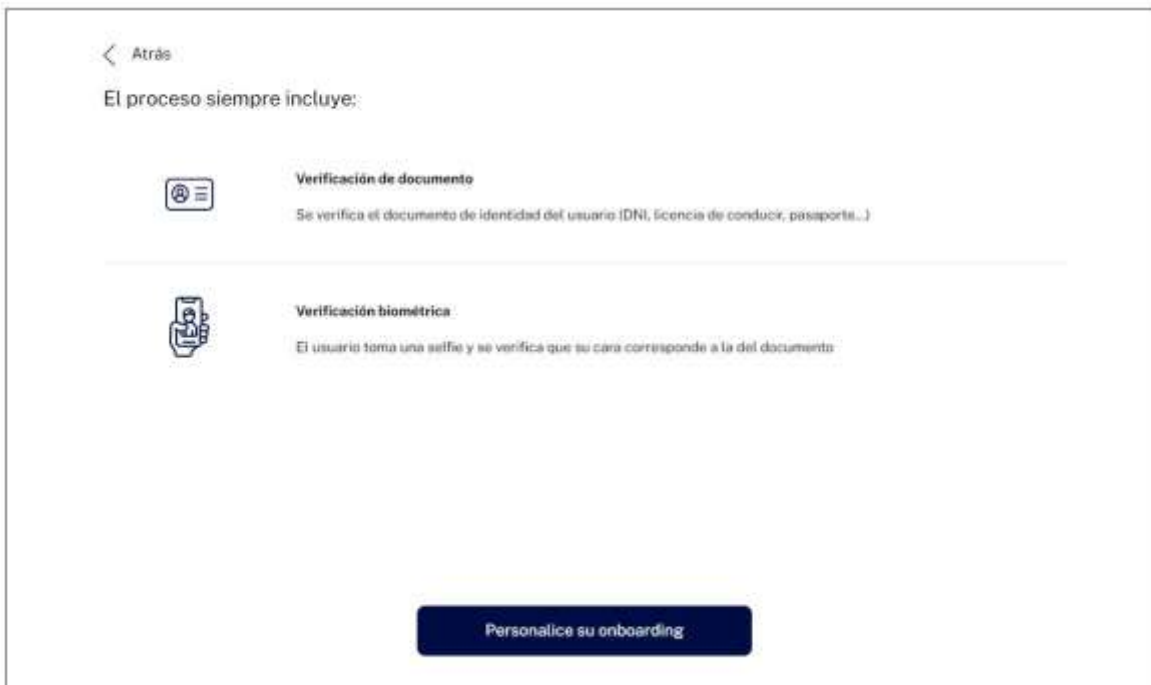 Atrás
El proceso siempre incluye:
Verificación de documento
Se verifica el documento de identidad del usuario (DNI, licencia de conducir, pasaporte...)
Verificación biométrica
El usuario toma una selfie y se verifica que su cara corresponde a la del documento
Personalice su onboarding